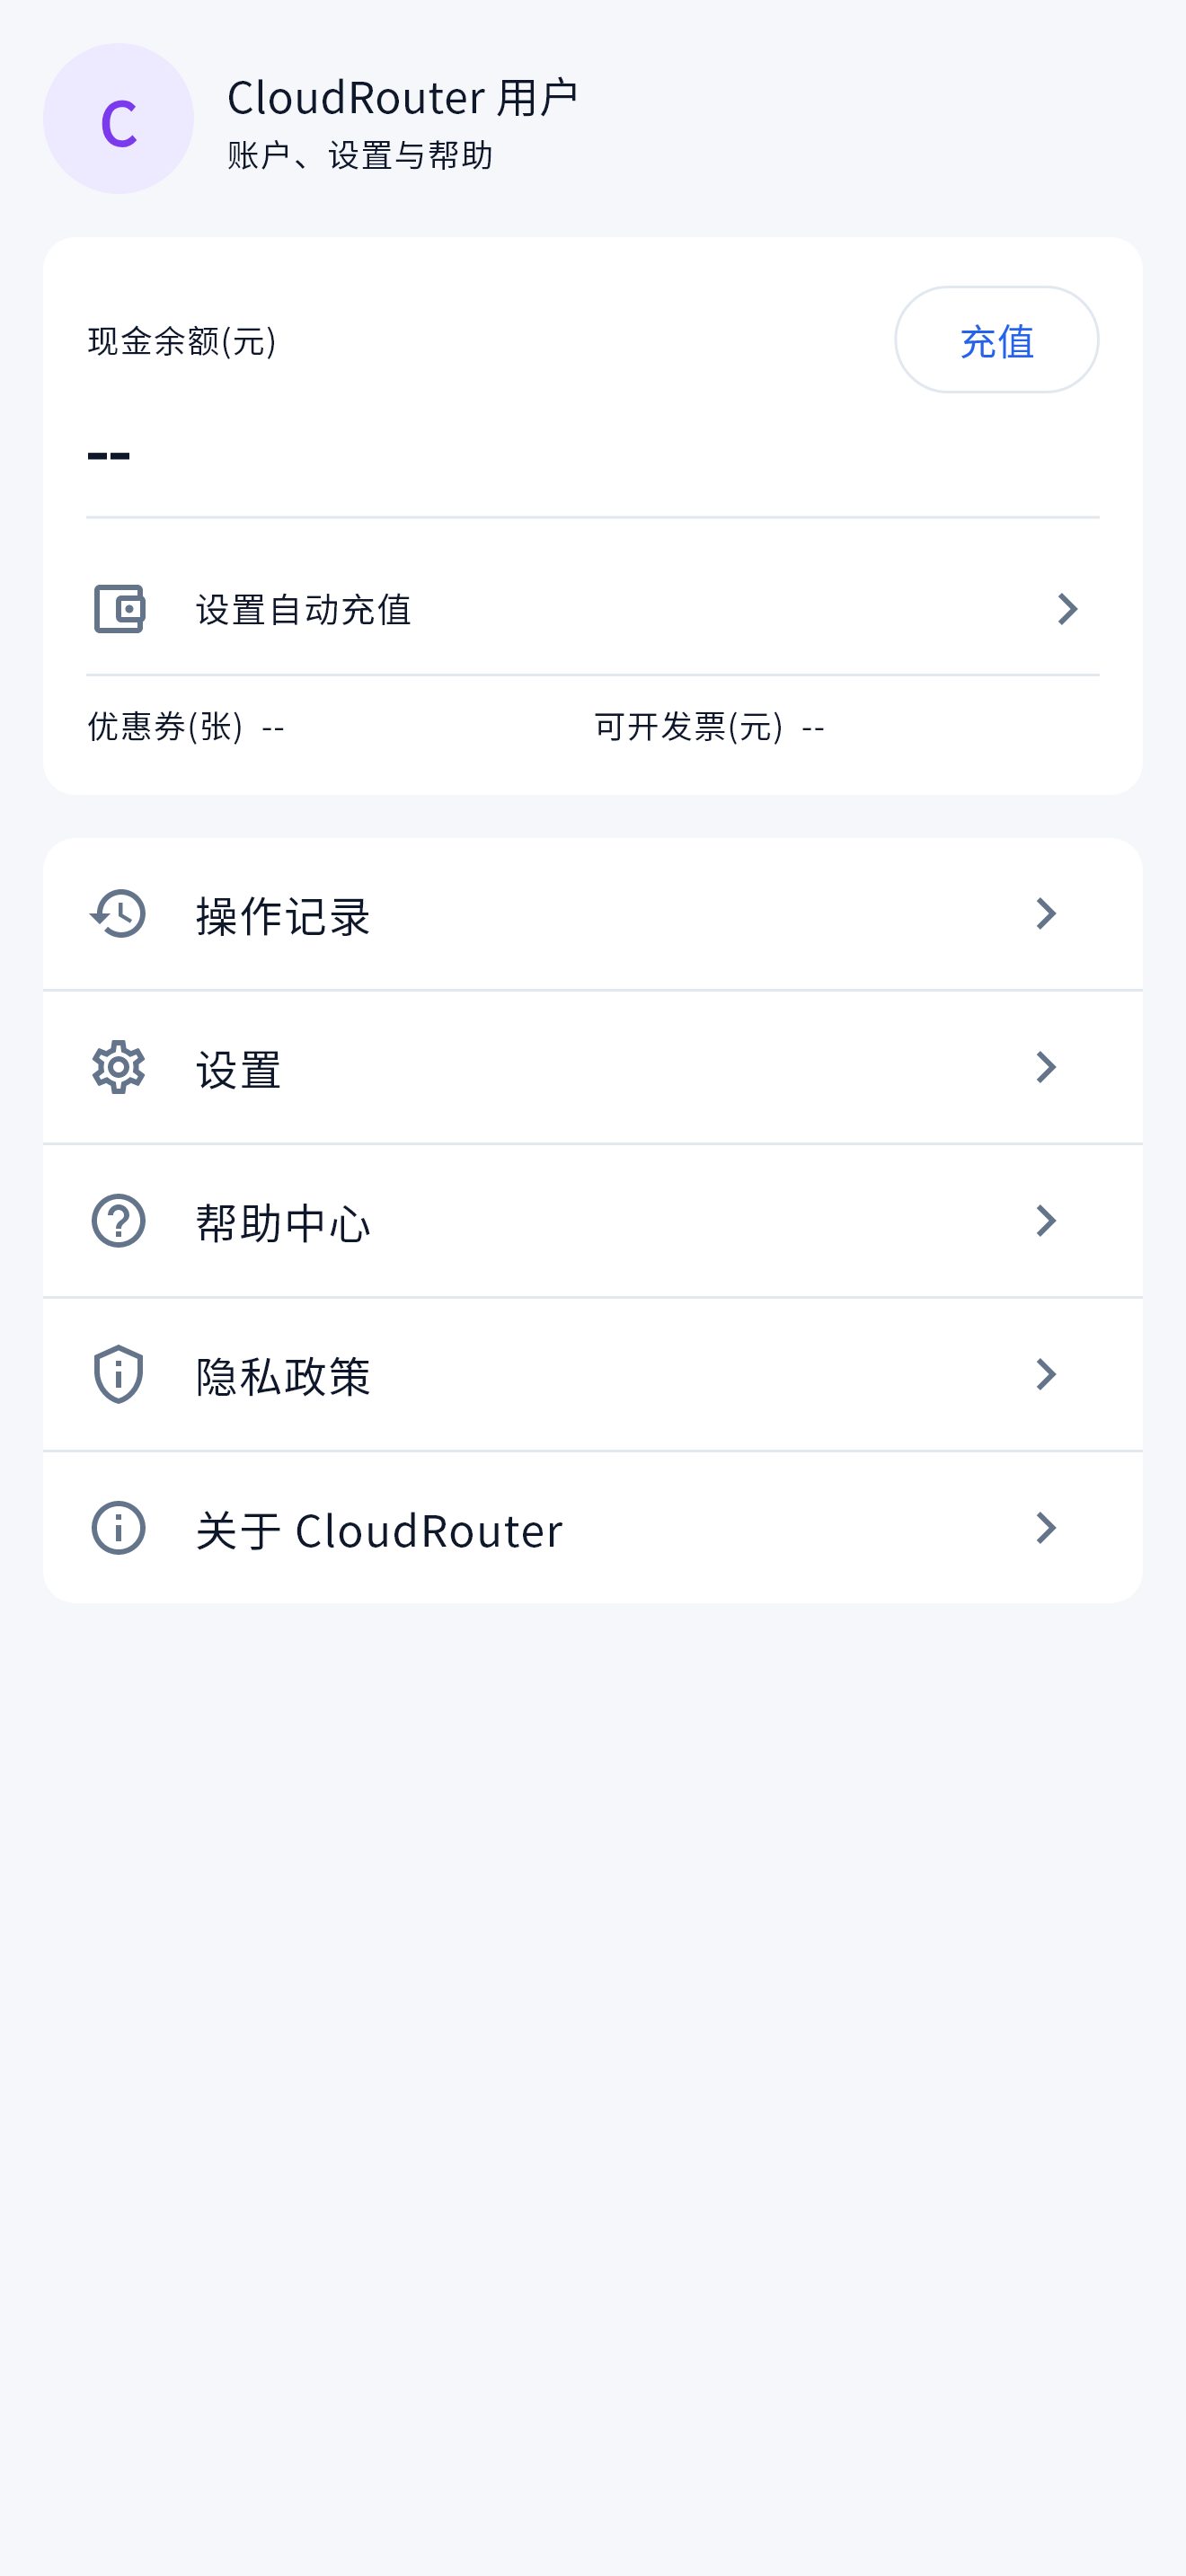 C
CloudRouter 用户
账户、设置与帮助
现金余额(元)
充值
--
设置自动充值
优惠券(张) --
可开发票(元) --
操作记录
设置
帮助中心
隐私政策
关于 CloudRouter